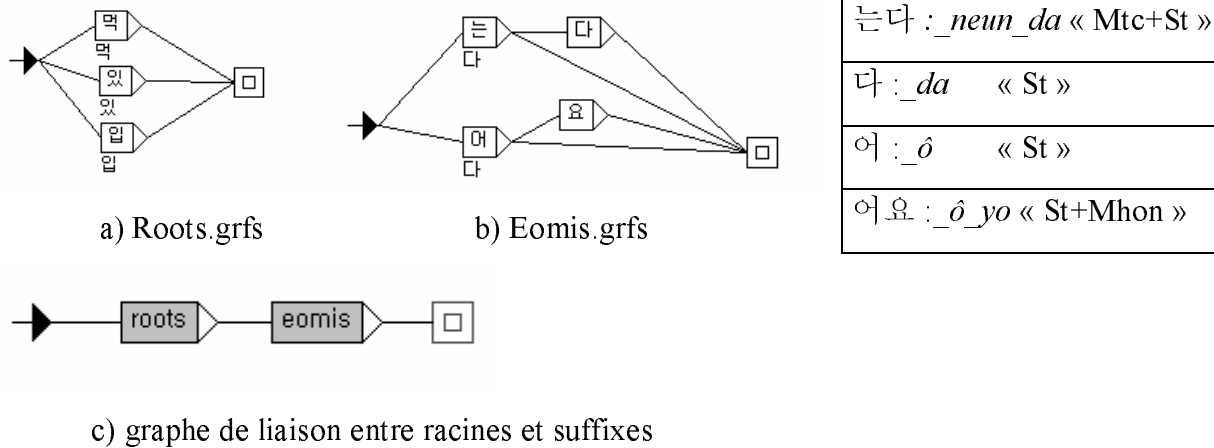 먹
먹
있
있
입
입
a) Roots.grfs
는
다
다
어
다
요
b) Eomis.grfs
는다 :_neun_da « Mtc+St »
다 :_da « St »
어 :_ô « St »
어요 :_ô_yo « St+Mhon »
roots
eomis
c) graphe de liaison entre racines et suffixes